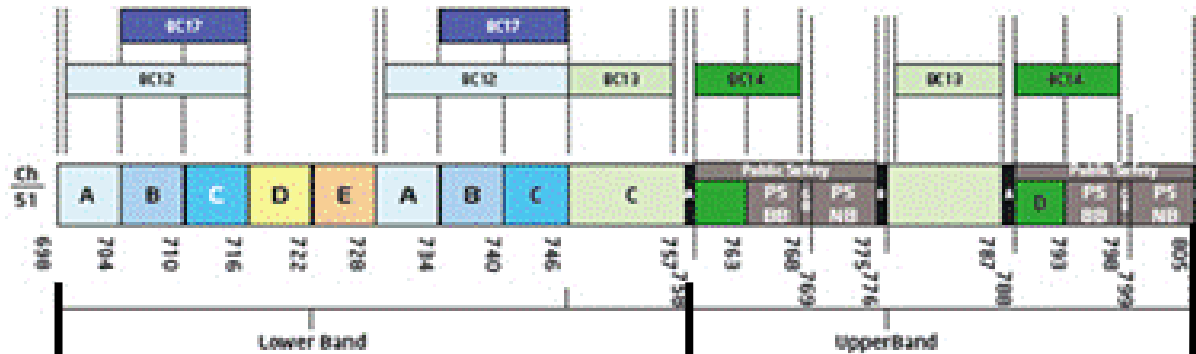 BC17 BC17
BC12 BC12 BC13 BC14 BC13 BC14
Public Safety Public Safety
Ch
51
A B C D E A B C C PS
BB PS
NB D PS
BB PS
NB
698 704 710 716 722 728 734 740 746 757 758 763 768 769 775 776 787 788 793 798 799 805
Lower Band UpperBand